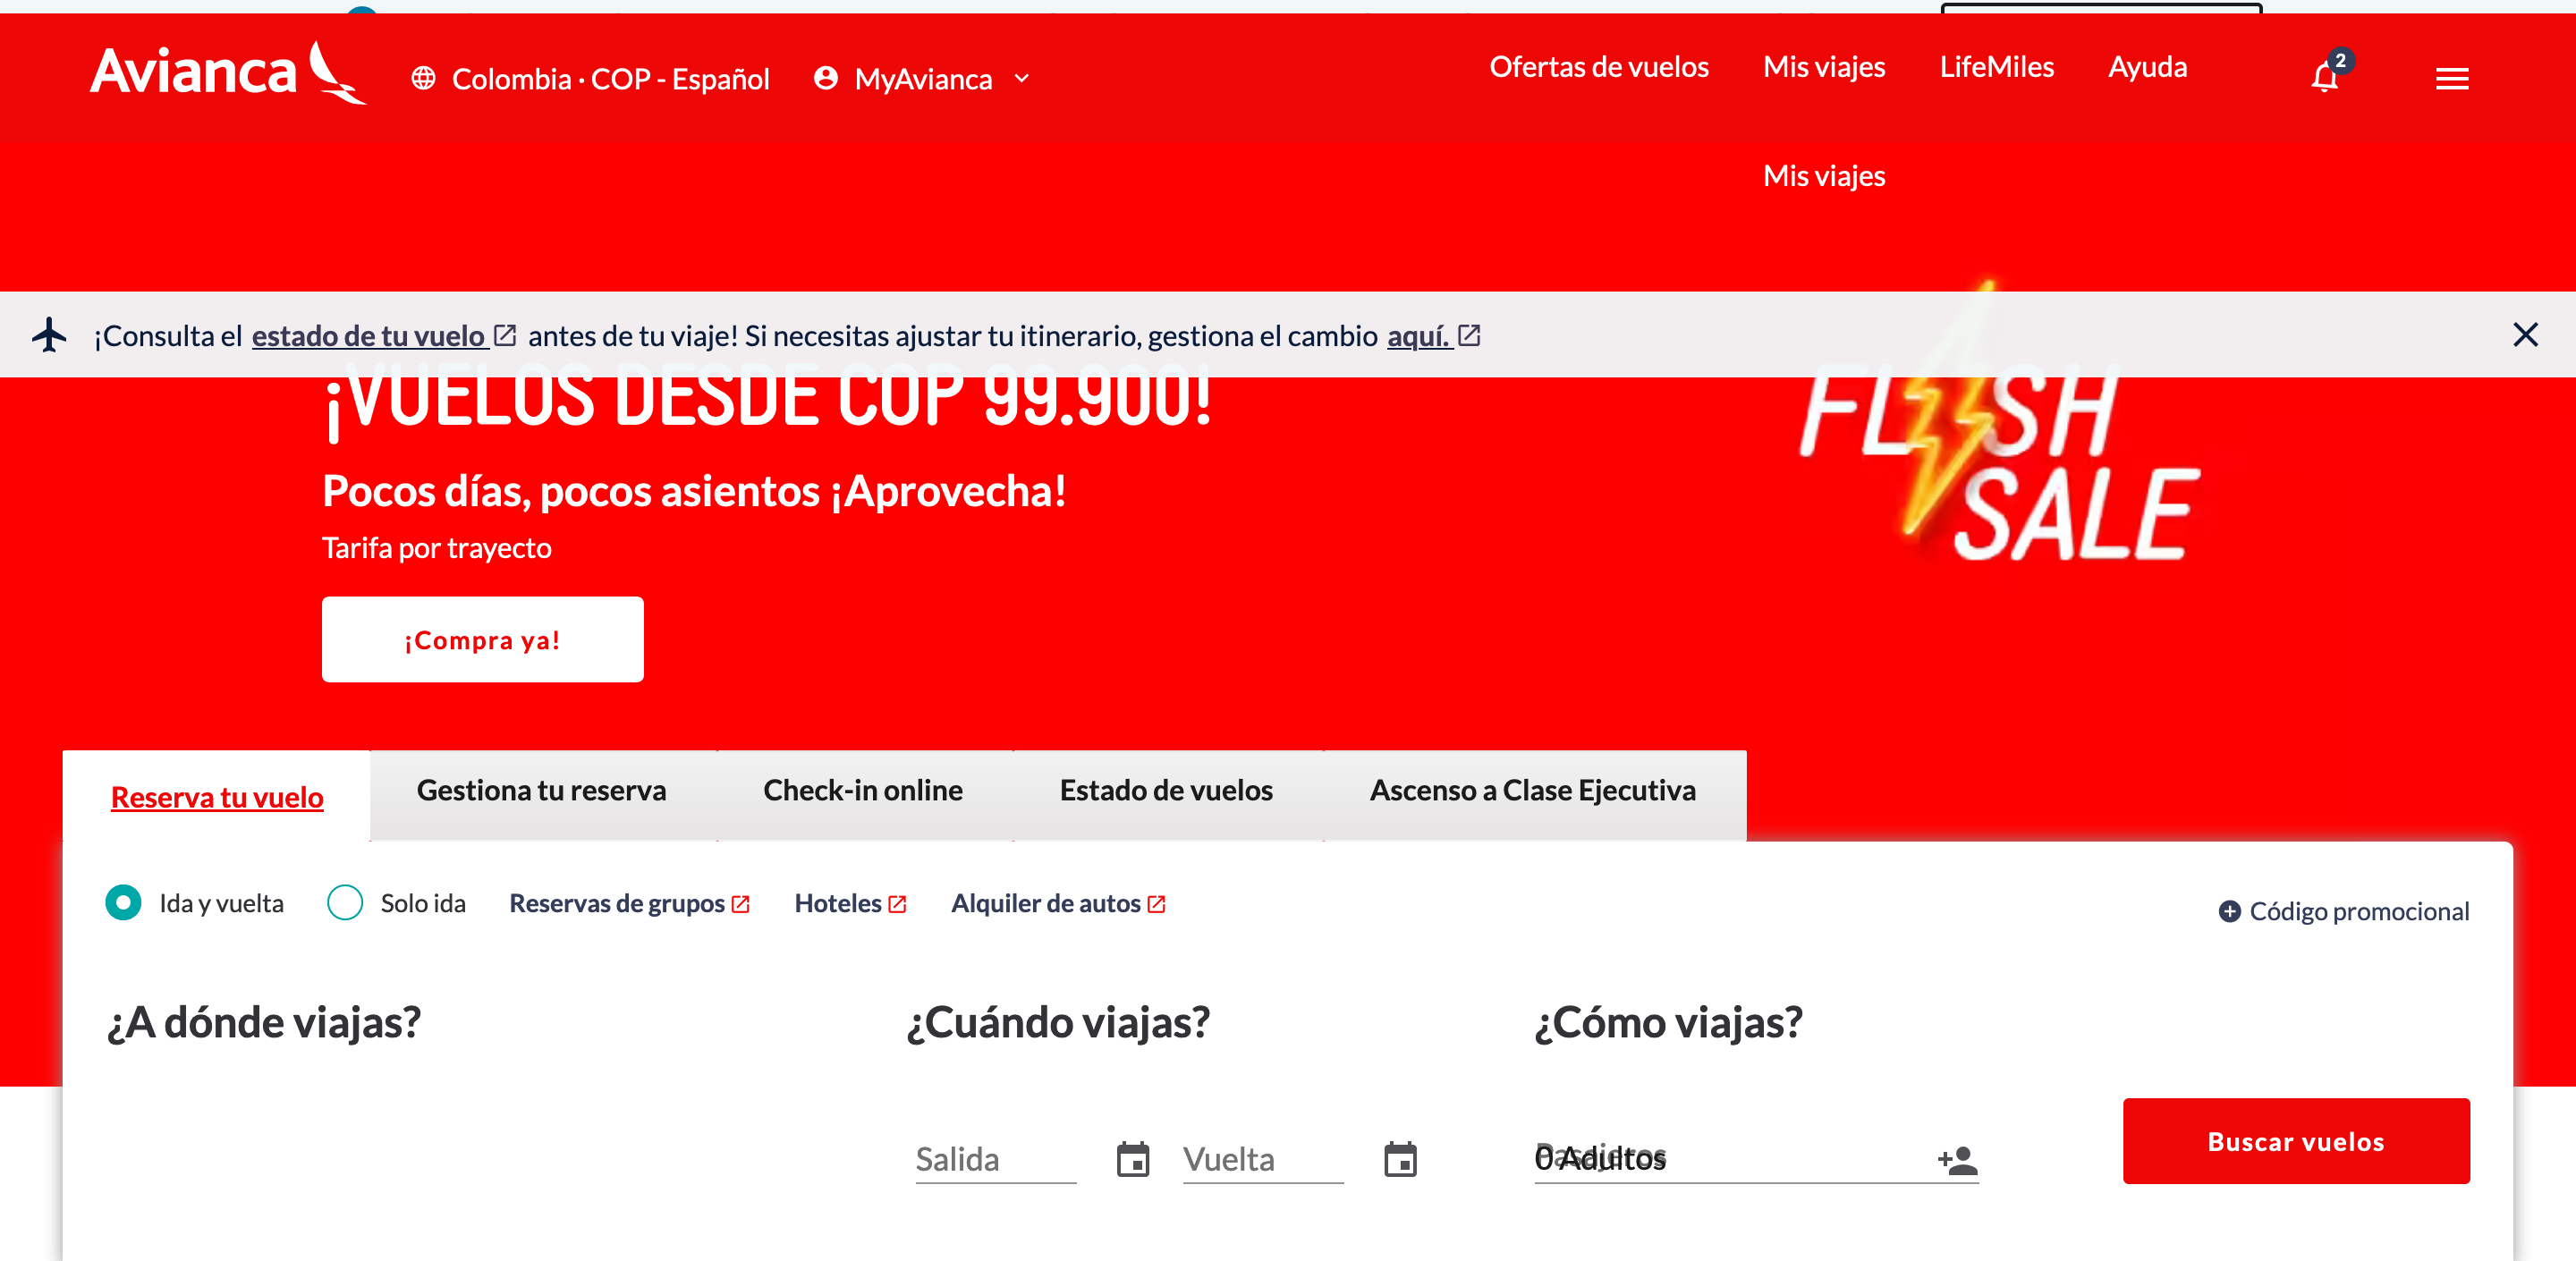 Avianca
Colombia · COP - Español
MyAvianca
Ofertas de vuelos
Mis viajes
LifeMiles
Ayuda
2
Mis viajes
¡Consulta el estado de tu vuelo antes de tu viaje! Si necesitas ajustar tu itinerario, gestiona el cambio aquí.
¡VUELOS DESDE COP 99.900!
Pocos días, pocos asientos ¡Aprovecha!
Tarifa por trayecto
¡Compra ya!
FLASH
SALE
Reserva tu vuelo
Gestiona tu reserva
Check-in online
Estado de vuelos
Ascenso a Clase Ejecutiva
Ida y vuelta
Solo ida
Reservas de grupos
Hoteles
Alquiler de autos
Código promocional
¿A dónde viajas?
¿Cuándo viajas?
¿Cómo viajas?
Salida
Vuelta
Pasajeros
0 Adultos
Buscar vuelos